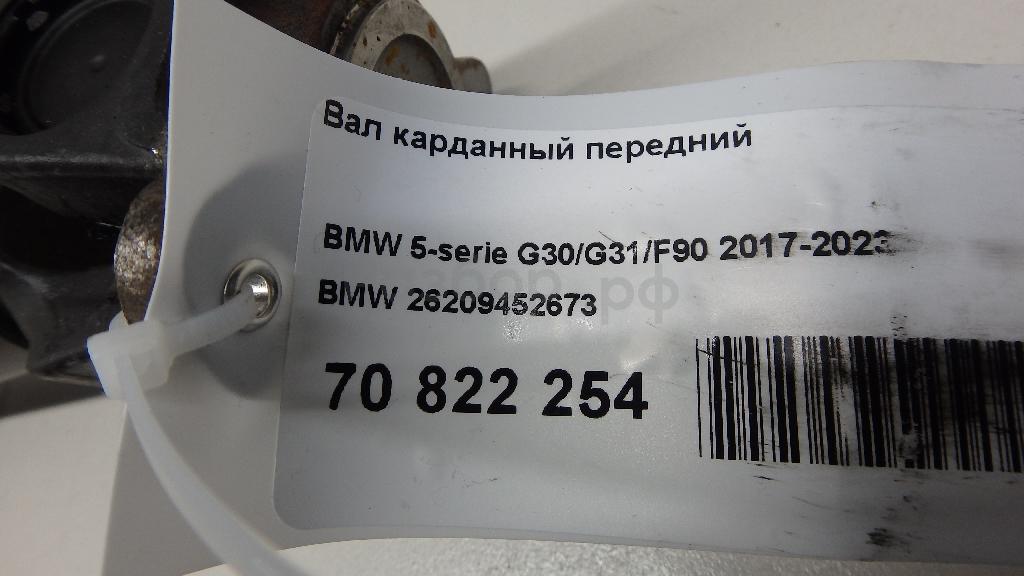 Вал карданный передний
BMW 5-serie G30/G31/F90 2017-2023
BMW 26209452673
70 822 254